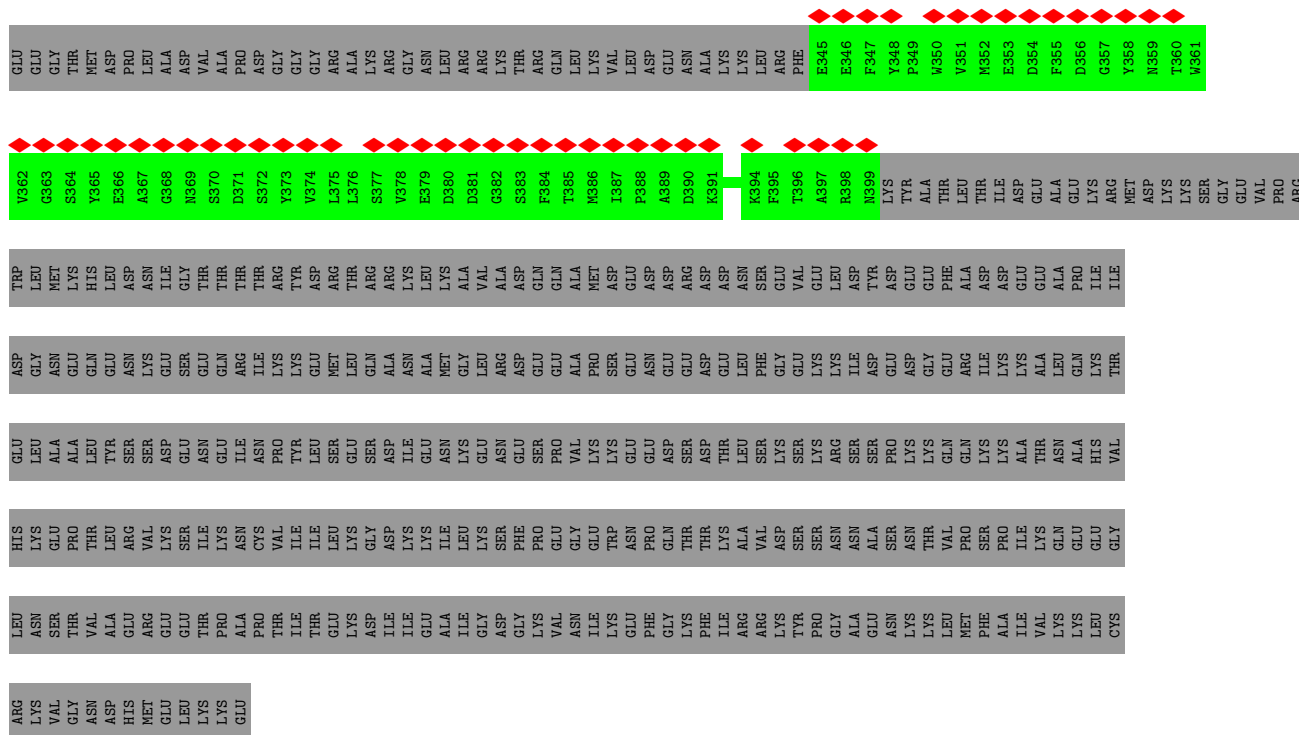 GLU GLU GLY THR MET ASP PRO LEU ALA ASP VAL ALA PRO ASP GLY GLY GLY ARG ALA LYS ARG GLY ASN LEU ARG ARG LYS THR ARG GLN LEU LYS VAL LEU ASP GLU ASN ALA LYS LYS LEU ARG PHE E345 E346 F347 Y348 P349 W350 V351 M352 E353 D354 F355 D356 G357 Y358 N359 T360 W361
V362 G363 S364 Y365 E366 A367 G368 N369 S370 D371 S372 Y373 V374 L375 L376 S377 V378 E379 D380 D381 G382 S383 F384 T385 M386 I387 P388 A389 D390 K391 K394 F395 T396 A397 R398 N399 LYS TYR ALA THR LEU THR ILE ASP GLU ALA GLU LYS ARG MET ASP LYS LYS SER GLY GLU VAL PRO ARG
TRP LEU MET LYS HIS LEU ASP ASN ILE GLY THR THR THR THR ARG TYR ASP ARG THR ARG ARG LYS LEU LYS ALA VAL ALA ASP GLN GLN ALA MET ASP GLU ASP ASP ARG ASP ASP ASN SER GLU VAL GLU LEU ASP TYR ASP GLU GLU PHE ALA ASP ASP GLU GLU ALA PRO ILE ILE
ASP GLY ASN GLU GLN GLU ASN LYS GLU SER GLU GLN ARG ILE LYS LYS GLU MET LEU GLN ALA ASN ALA MET GLY LEU ARG ASP GLU GLU ALA PRO SER GLU ASN GLU GLU ASP GLU LEU PHE GLY GLU LYS LYS ILE ASP GLU ASP GLY GLU ARG ILE LYS LYS ALA LEU GLN LYS THR
GLU LEU ALA ALA LEU TYR SER SER ASP GLU ASN GLU ILE ASN PRO TYR LEU SER GLU SER ASP ILE GLU ASN LYS GLU ASN GLU SER PRO VAL LYS LYS GLU GLU ASP SER ASP THR LEU SER LYS SER LYS ARG SER SER PRO LYS LYS GLN GLN LYS LYS ALA THR ASN ALA HIS VAL
HIS LYS GLU PRO THR LEU ARG VAL LYS SER ILE LYS ASN CYS VAL ILE ILE LEU LYS GLY ASP LYS LYS ILE LEU LYS SER PHE PRO GLU GLY GLU TRP ASN PRO GLN THR THR LYS ALA VAL ASP SER SER ASN ASN ALA SER ASN THR VAL PRO SER PRO ILE LYS GLN GLU GLU GLY
LEU ASN SER THR VAL ALA GLU ARG GLU GLU THR PRO ALA PRO THR ILE THR GLU LYS ASP ILE ILE GLU ALA ILE GLY ASP GLY LYS VAL ASN ILE LYS GLU PHE GLY LYS PHE ILE ARG ARG LYS TYR PRO GLY ALA GLU ASN LYS LYS LEU MET PHE ALA ILE VAL LYS LYS LEU CYS
ARG LYS VAL GLY ASN ASP HIS MET GLU LEU LYS LYS GLU